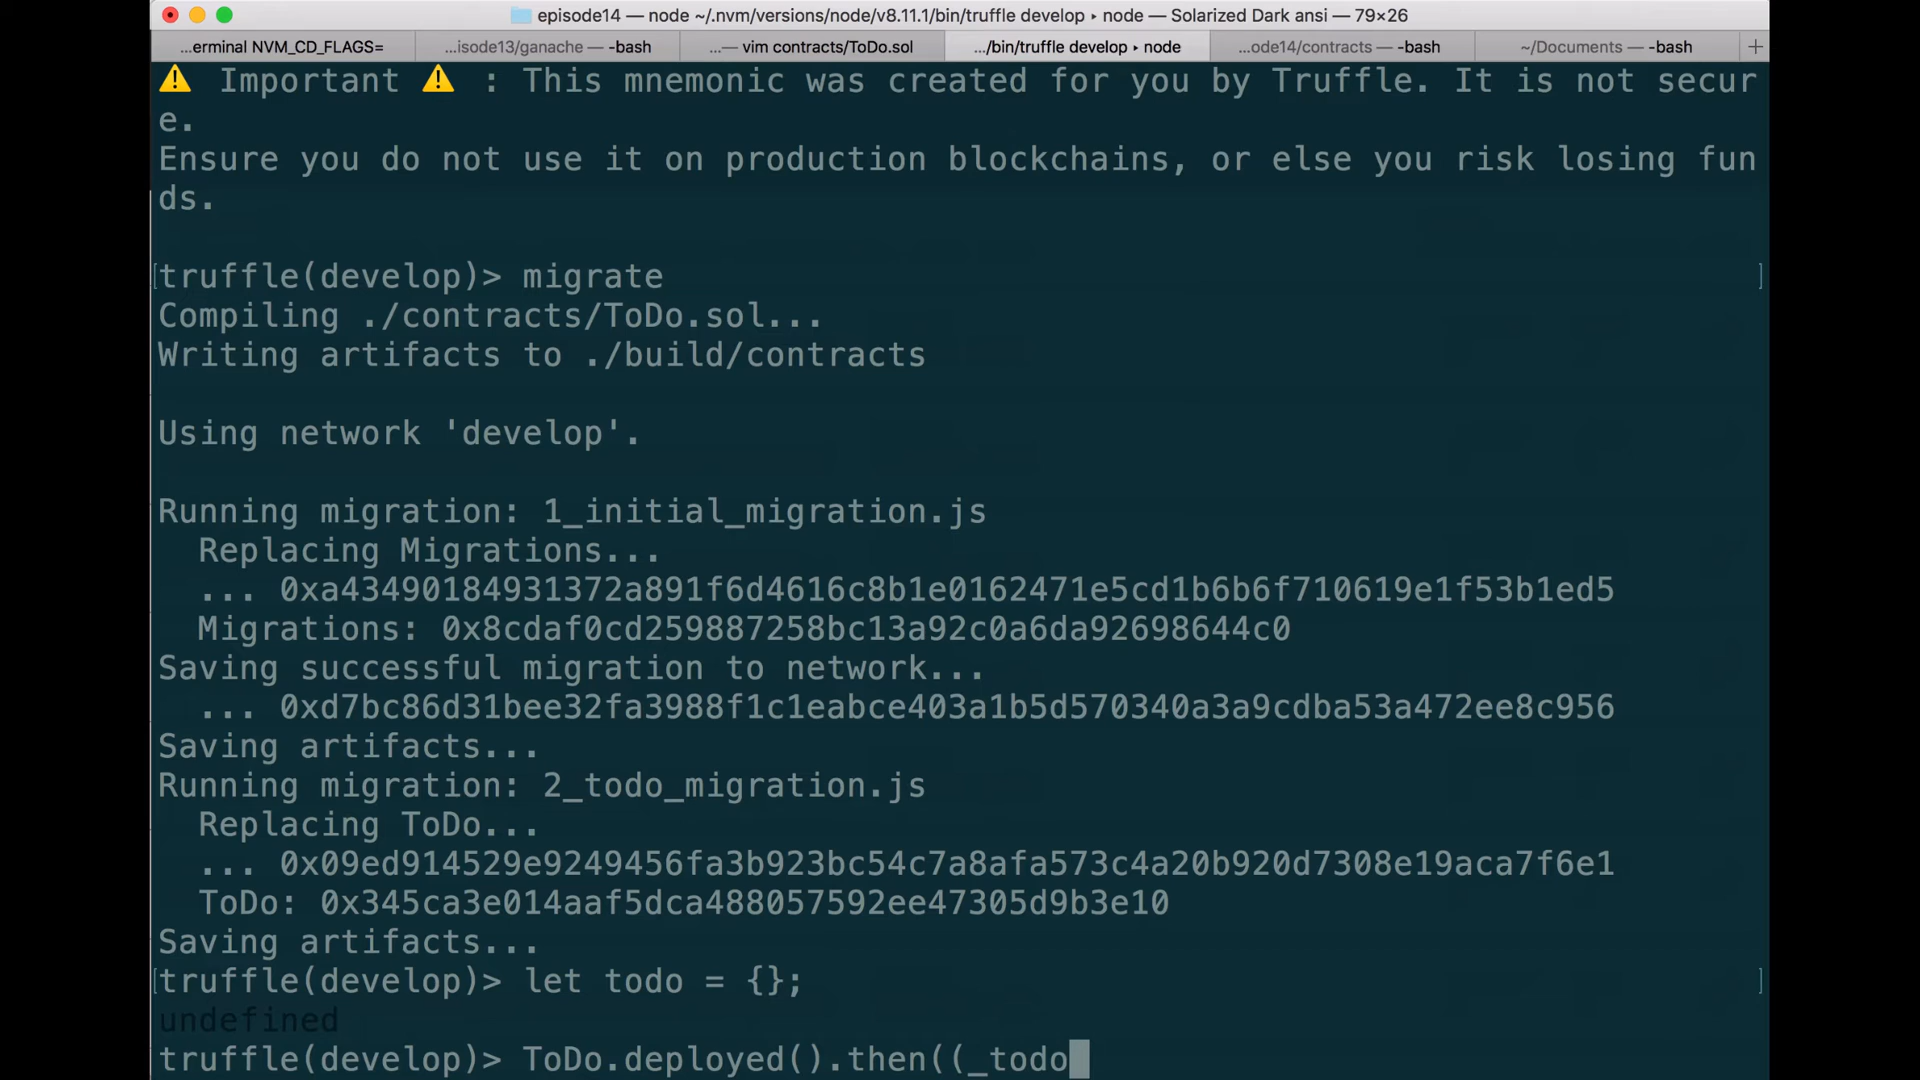 episode14 — node ~/.nvm/versions/node/v8.11.1/bin/truffle develop ▸ node — Solarized Dark ansi — 79×26
...erminal NVM_CD_FLAGS=
...isode13/ganache — -bash
...— vim contracts/ToDo.sol
.../bin/truffle develop ▸ node
...ode14/contracts — -bash
~/Documents — -bash
⚠ Important ⚠ : This mnemonic was created for you by Truffle. It is not secur
e.
Ensure you do not use it on production blockchains, or else you risk losing fun
ds.
[truffle(develop)> migrate ]
Compiling ./contracts/ToDo.sol...
Writing artifacts to ./build/contracts
Using network 'develop'.
Running migration: 1_initial_migration.js
Replacing Migrations...
... 0xa43490184931372a891f6d4616c8b1e0162471e5cd1b6b6f710619e1f53b1ed5
Migrations: 0x8cdaf0cd259887258bc13a92c0a6da92698644c0
Saving successful migration to network...
... 0xd7bc86d31bee32fa3988f1c1eabce403a1b5d570340a3a9cdba53a472ee8c956
Saving artifacts...
Running migration: 2_todo_migration.js
Replacing ToDo...
... 0x09ed914529e9249456fa3b923bc54c7a8afa573c4a20b920d7308e19aca7f6e1
ToDo: 0x345ca3e014aaf5dca488057592ee47305d9b3e10
Saving artifacts...
[truffle(develop)> let todo = {}; ]
undefined
truffle(develop)> ToDo.deployed().then((_todo